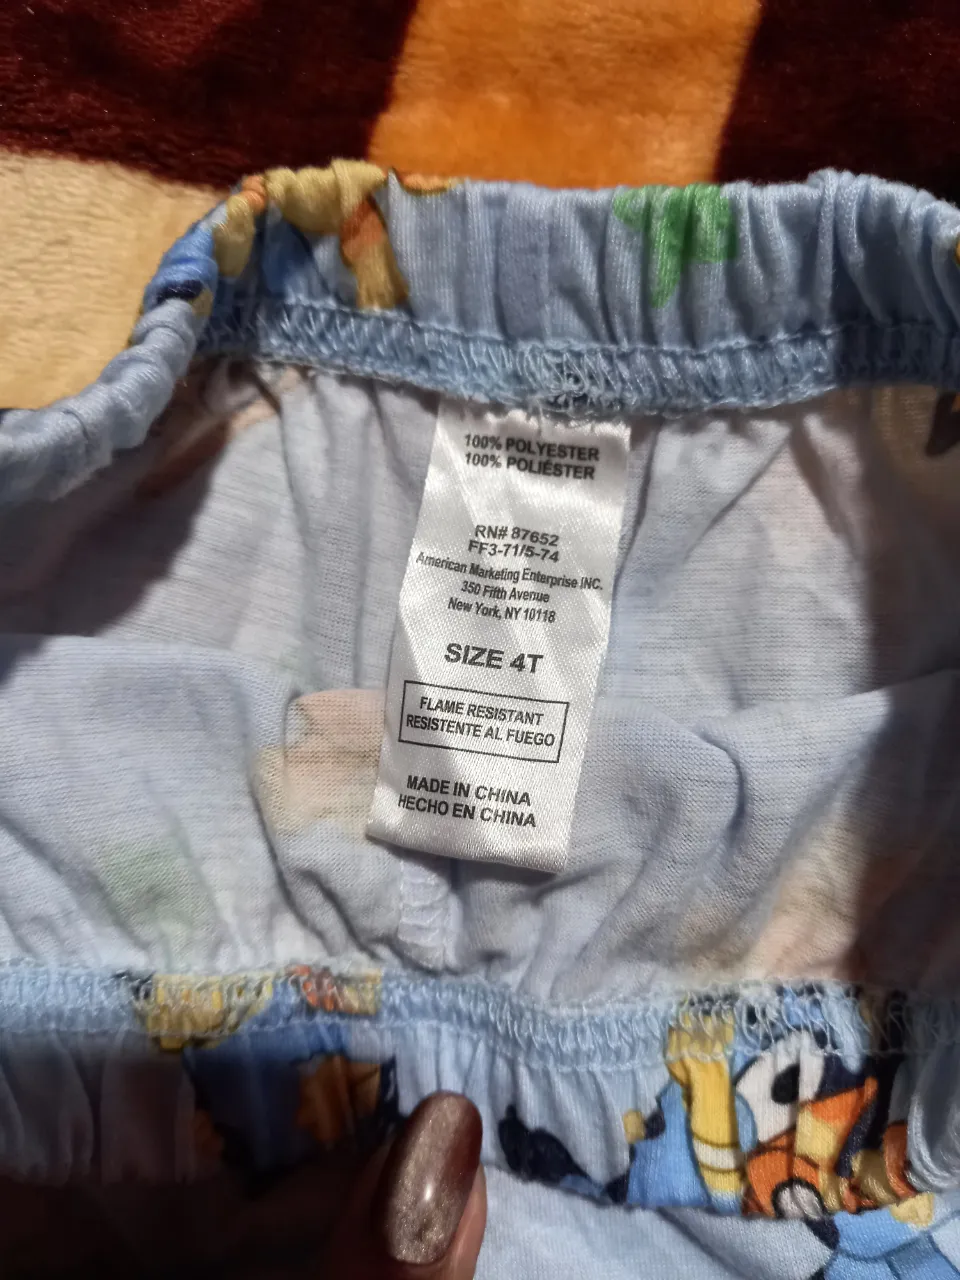 100% POLYESTER
100% POLIÉSTER
RN# 87652
FF3-71/5-74
American Marketing Enterprise INC.
350 Fifth Avenue
New York, NY 10118
SIZE 4T
FLAME RESISTANT
RESISTENTE AL FUEGO
MADE IN CHINA
HECHO EN CHINA